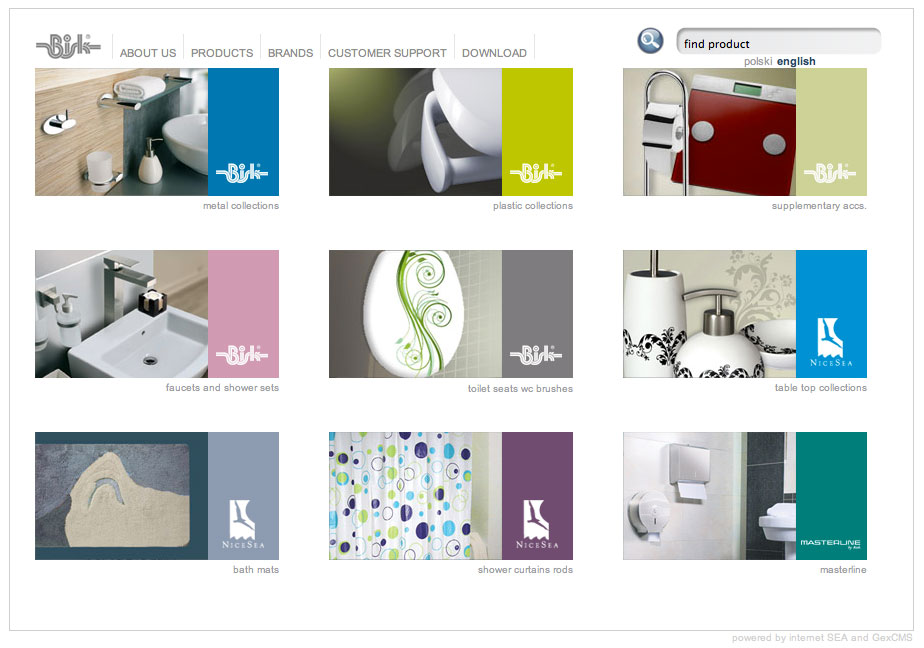 Bisk®
ABOUT US
PRODUCTS
BRANDS
CUSTOMER SUPPORT
DOWNLOAD
find product
polski english
Bisk®
Bisk®
Bisk®
metal collections
plastic collections
supplementary accs.
Bisk®
Bisk®
NICESEA
faucets and shower sets
toilet seats wc brushes
table top collections
NICESEA
NICESEA
MASTERLINE
by Bisk
bath mats
shower curtains rods
masterline
powered by internet SEA and GexCMS